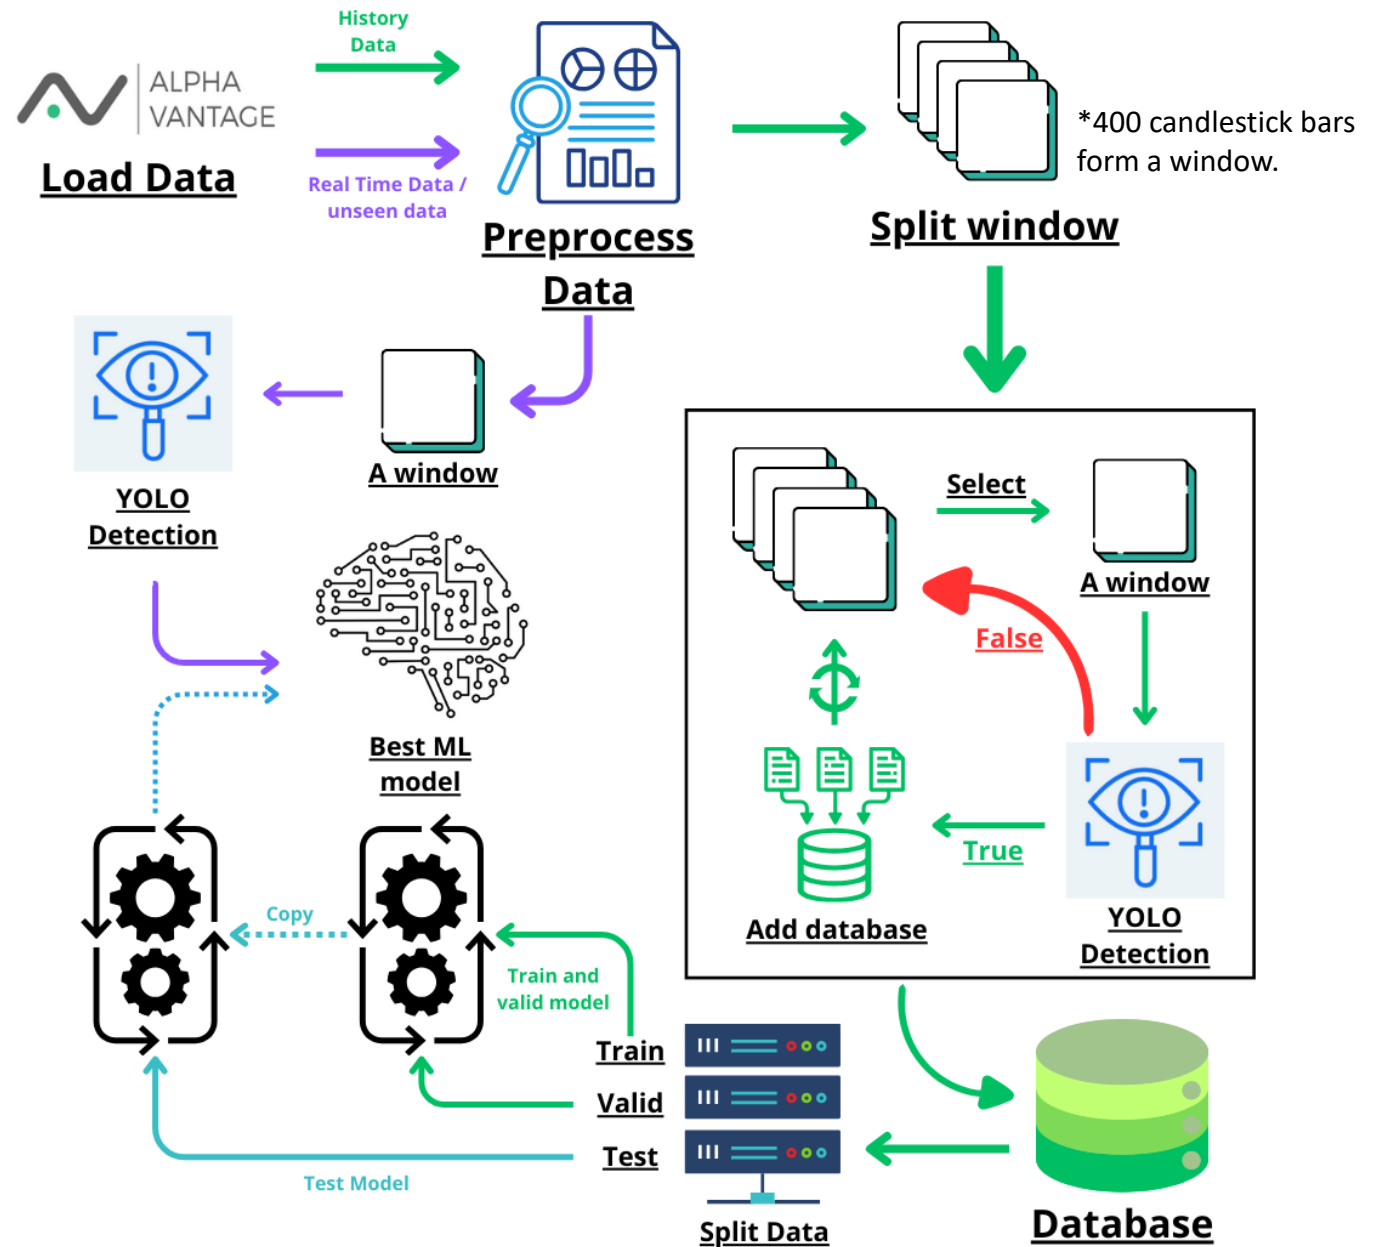 History
Data
ALPHA
VANTAGE
Load Data
Real Time Data /
unseen data
Preprocess
Data
*400 candlestick bars
form a window.
Split window
YOLO
Detection
A window
Select
A window
False
True
Add database
YOLO
Detection
Best ML
model
Copy
Train and
valid model
Train
Valid
Test
Test Model
Split Data
Database